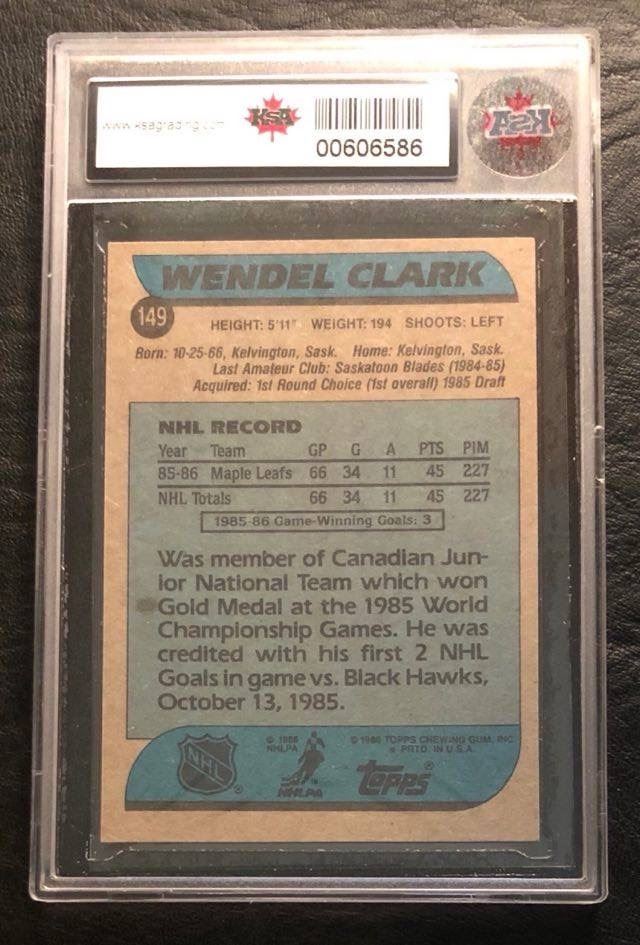 www.ksagrading.com
KSA
00606586
KSA
WENDEL CLARK
149
HEIGHT: 5'11" WEIGHT: 194 SHOOTS: LEFT
Born: 10-25-66, Kelvington, Sask. Home: Kelvington, Sask.
Last Amateur Club: Saskatoon Blades (1984-85)
Acquired: 1st Round Choice (1st overall) 1985 Draft
NHL RECORD
Year Team GP G A PTS PIM
85-86 Maple Leafs 66 34 11 45 227
NHL Totals 66 34 11 45 227
1985-86 Game-Winning Goals: 3
Was member of Canadian Jun-
ior National Team which won
Gold Medal at the 1985 World
Championship Games. He was
credited with his first 2 NHL
Goals in game vs. Black Hawks,
October 13, 1985.
NHL ®
© 1986
NHLPA
NHLPA
© 1986 TOPPS CHEWING GUM, INC.
PRTD. IN U.S.A.
topps®